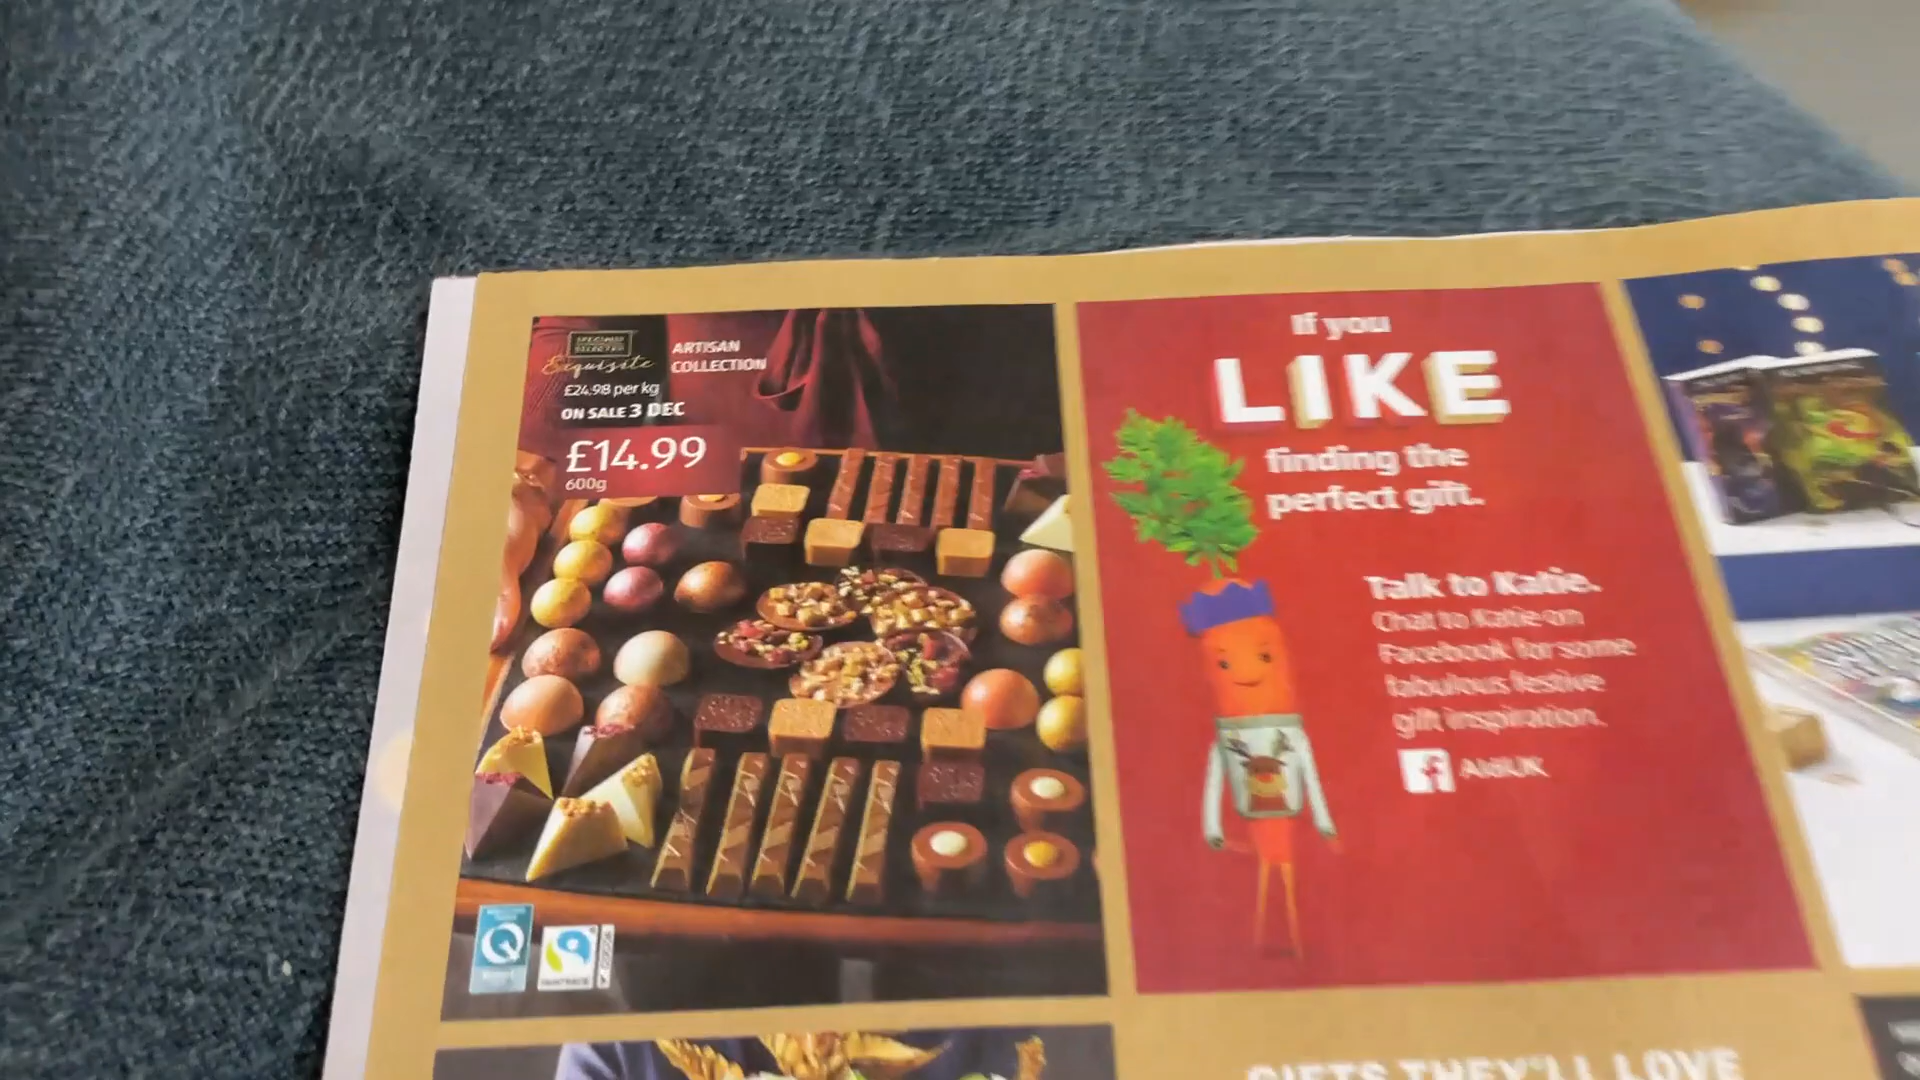 SPECIALLY
SELECTED
Exquisite
ARTISAN
COLLECTION
£24.98 per kg
ON SALE 3 DEC
£14.99
600g
FAIRTRADE
COCOA
If you
LIKE
finding the
perfect gift.
Talk to Katie.
Chat to Katie on
Facebook for some
fabulous festive
gift inspiration.
AldiUK
GIFTS THEY'LL LOVE